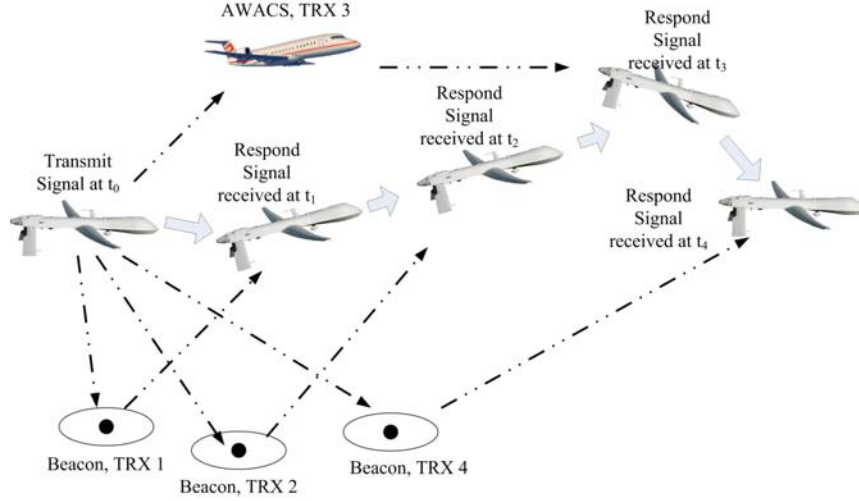 AWACS, TRX 3
Respond
Signal
received at t3
Respond
Signal
received at t2
Transmit
Signal at t0
Respond
Signal
received at t1
Respond
Signal
received at t4
Beacon, TRX 1
Beacon, TRX 2
Beacon, TRX 4